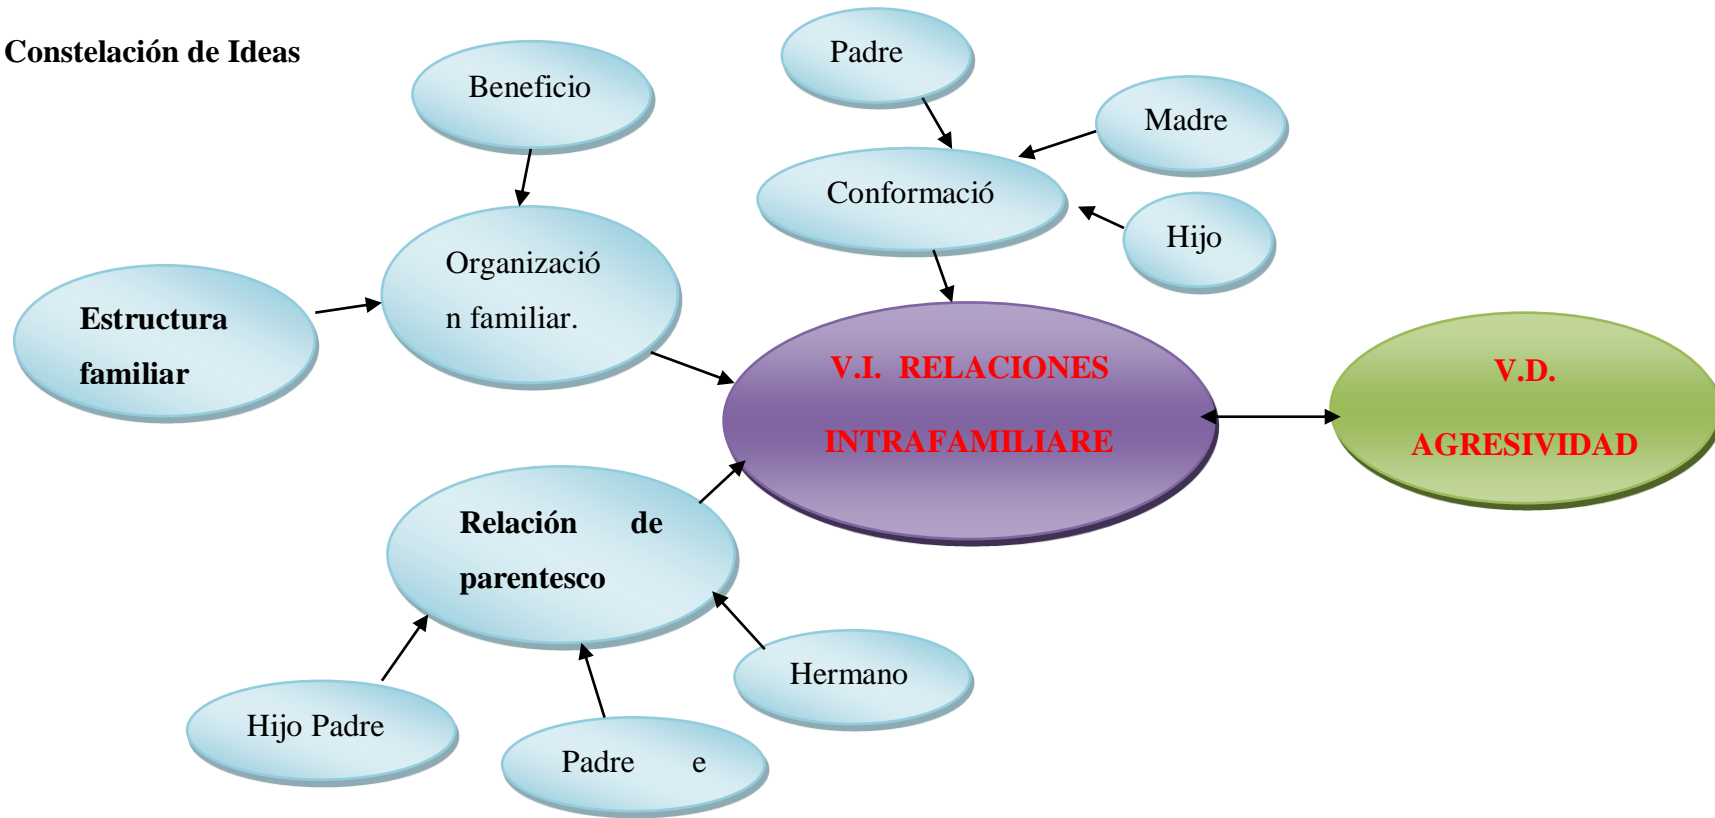 Constelación de Ideas
Padre
Beneficio
Madre
Conformació
Hijo
Organizació
n familiar.
Estructura
familiar
V.I. RELACIONES
INTRAFAMILIARE
V.D.
AGRESIVIDAD
Relación de
parentesco
Hermano
Hijo Padre
Padre e